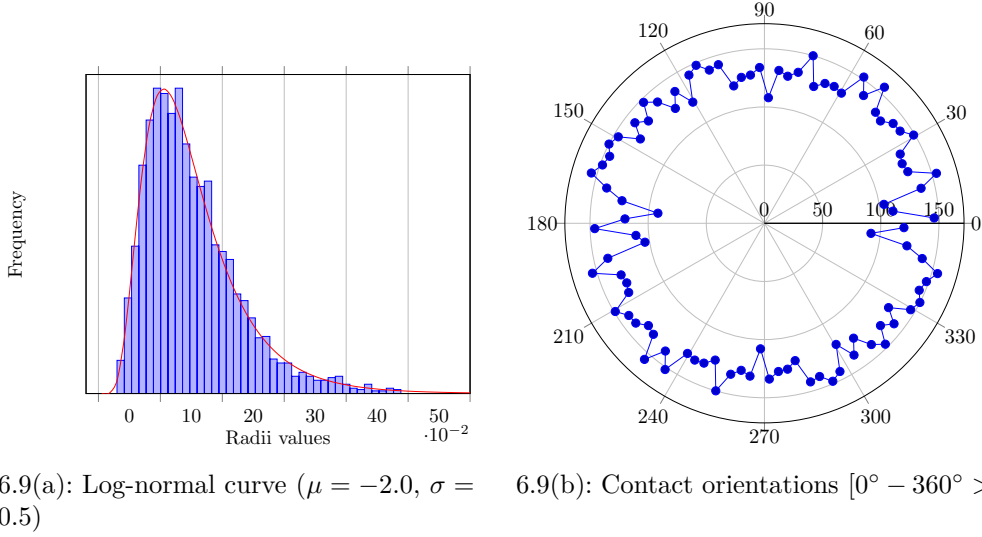 Frequency
0 10 20 30 40 50
·10⁻²
Radii values
6.9(a): Log-normal curve (μ = −2.0, σ =
0.5)
90
120 60
150 30
180 0 50 100 150 0
210 330
240 300
270
6.9(b): Contact orientations [0° − 360° >